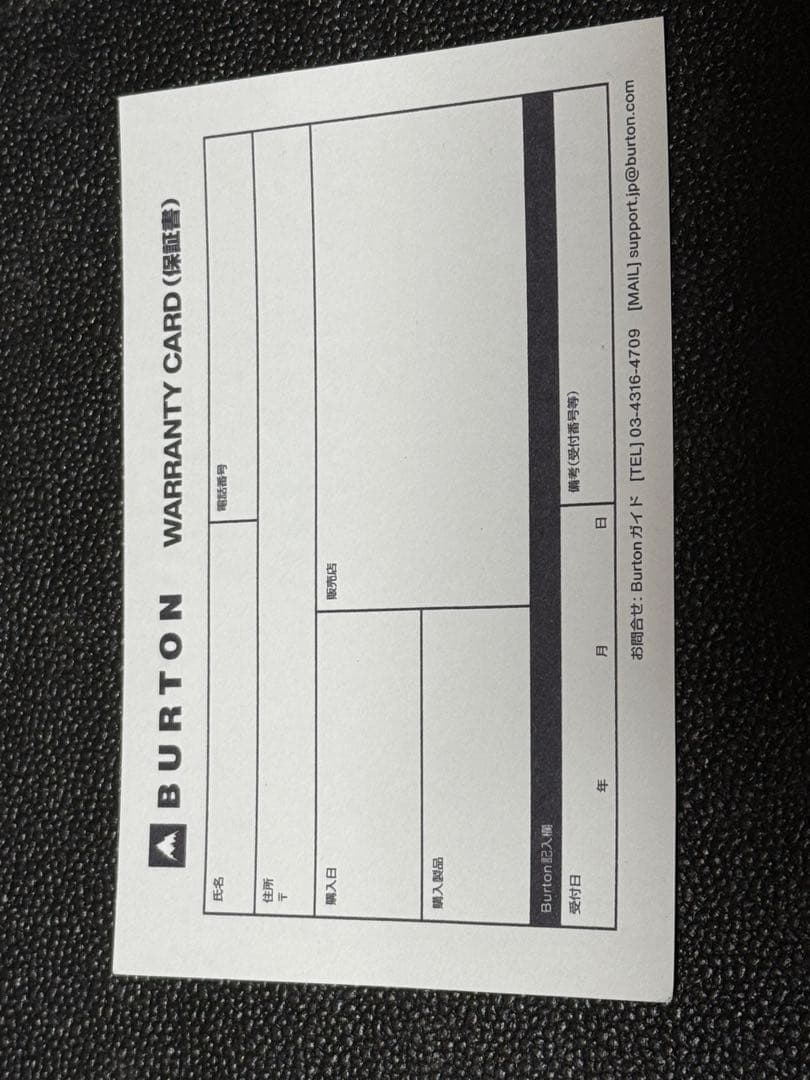 BURTON WARRANTY CARD(保証書)
氏名
電話番号
住所
〒
購入日
販売店
購入製品
Burton記入欄
受付日
年 月 日
備考(受付番号等)
お問合せ: Burtonガイド [TEL] 03-4316-4709 [MAIL] support.jp@burton.com